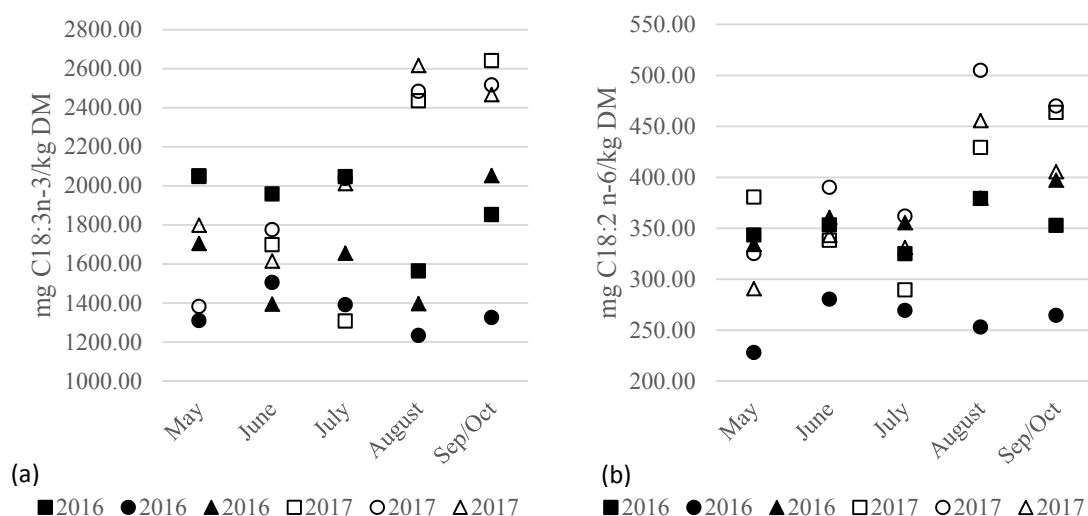 mg C18:3n-3/kg DM
2800.00
2600.00
2400.00
2200.00
2000.00
1800.00
1600.00
1400.00
1200.00
1000.00
May
June
July
August
Sep/Oct
(a)
2016 2016 2016 2017 2017 2017
mg C18:2 n-6/kg DM
550.00
500.00
450.00
400.00
350.00
300.00
250.00
200.00
May
June
July
August
Sep/Oct
(b)
2016 2016 2016 2017 2017 2017